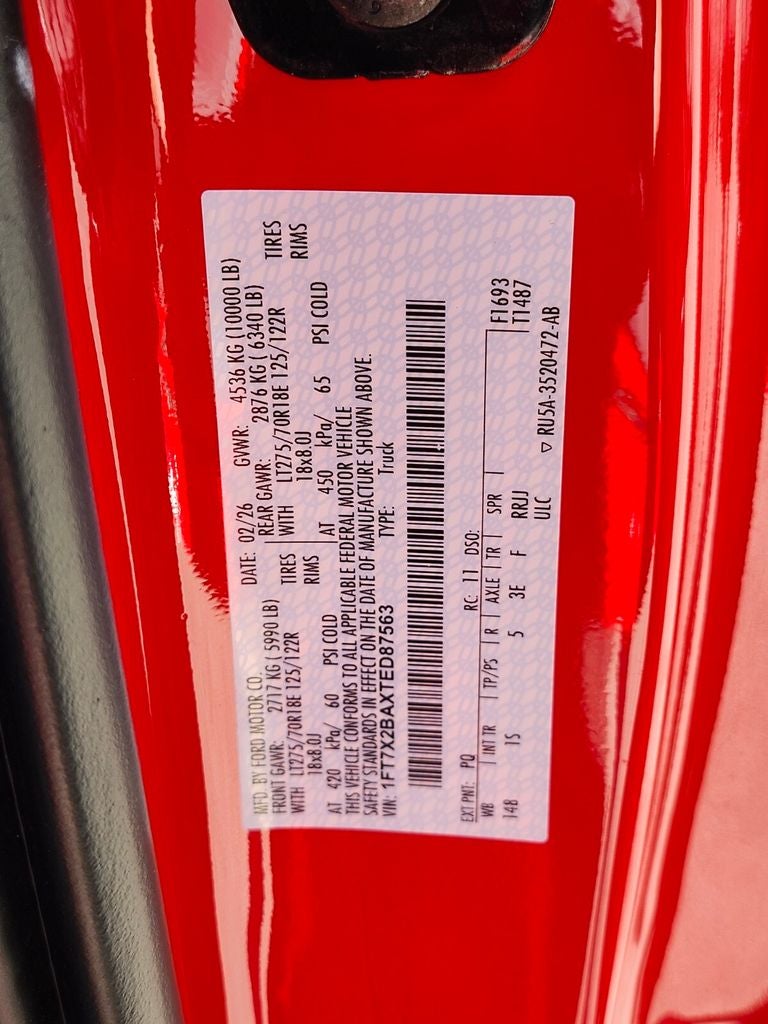 MFD. BY FORD MOTOR CO.
DATE: 02/26 GVWR: 4536 KG (10000 LB)
FRONT GAWR: 2717 KG ( 5990 LB)
REAR GAWR: 2876 KG ( 6340 LB)
WITH LT275/70R18E 125/122R TIRES
WITH LT275/70R18E 125/122R TIRES
18x8.0J RIMS
18x8.0J RIMS
AT 420 kPa/ 60 PSI COLD
AT 450 kPa/ 65 PSI COLD
THIS VEHICLE CONFORMS TO ALL APPLICABLE FEDERAL MOTOR VEHICLE
SAFETY STANDARDS IN EFFECT ON THE DATE OF MANUFACTURE SHOWN ABOVE.
VIN: 1FT7X2BAXTED87563 TYPE: Truck
EXT PNT: PQ RC: 11 DSO:
F1693
WB INT TR TP/PS R AXLE TR SPR
T1487
148 1S 5 3E F RRJJ
ULC ▽ RU5A-3520472-AB